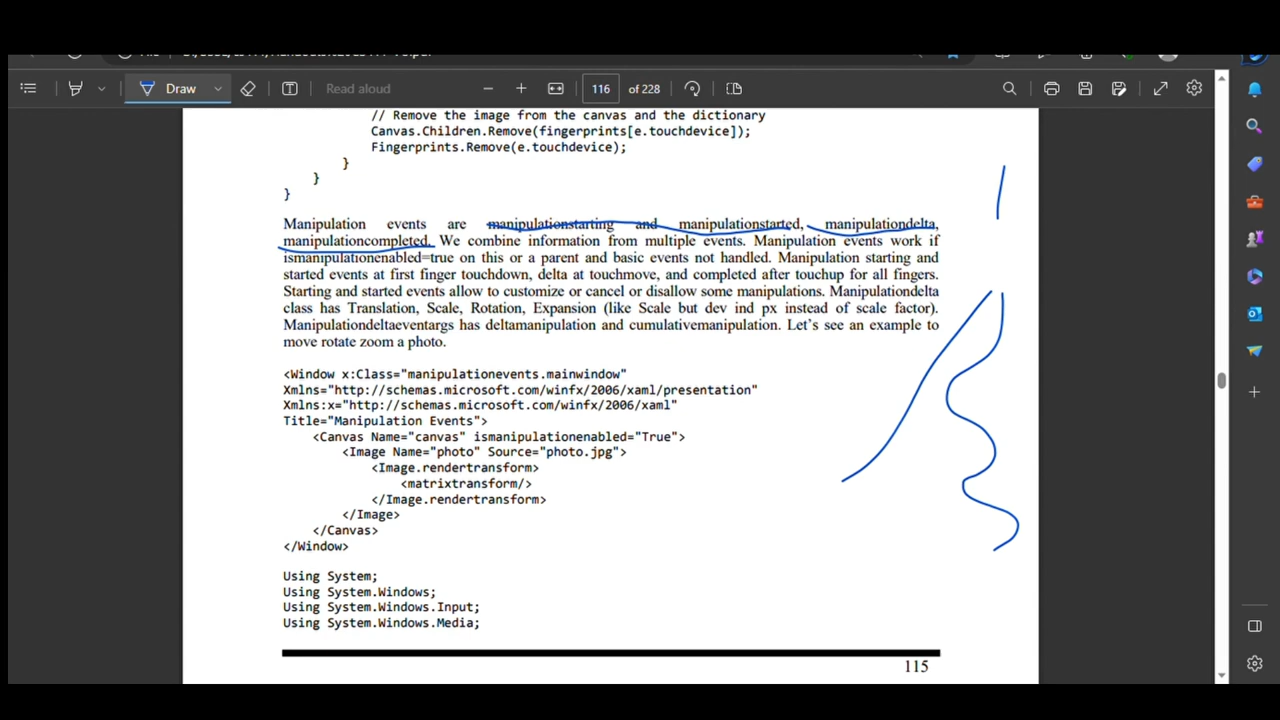 Draw
Read aloud
116 of 228
// Remove the image from the canvas and the dictionary
Canvas.Children.Remove(fingerprints[e.touchdevice]);
Fingerprints.Remove(e.touchdevice);
}
}
}
Manipulation events are manipulationstarting and manipulationstarted, manipulationdelta,
manipulationcompleted. We combine information from multiple events. Manipulation events work if
ismanipulationenabled=true on this or a parent and basic events not handled. Manipulation starting and
started events at first finger touchdown, delta at touchmove, and completed after touchup for all fingers.
Starting and started events allow to customize or cancel or disallow some manipulations. Manipulationdelta
class has Translation, Scale, Rotation, Expansion (like Scale but dev ind px instead of scale factor).
Manipulationdeltaeventargs has deltamanipulation and cumulativemanipulation. Let's see an example to
move rotate zoom a photo.
<Window x:Class="manipulationevents.mainwindow"
Xmlns="http://schemas.microsoft.com/winfx/2006/xaml/presentation"
Xmlns:x="http://schemas.microsoft.com/winfx/2006/xaml"
Title="Manipulation Events">
<Canvas Name="canvas" ismanipulationenabled="True">
<Image Name="photo" Source="photo.jpg">
<Image.rendertransform>
<matrixtransform/>
</Image.rendertransform>
</Image>
</Canvas>
</Window>
Using System;
Using System.Windows;
Using System.Windows.Input;
Using System.Windows.Media;
115